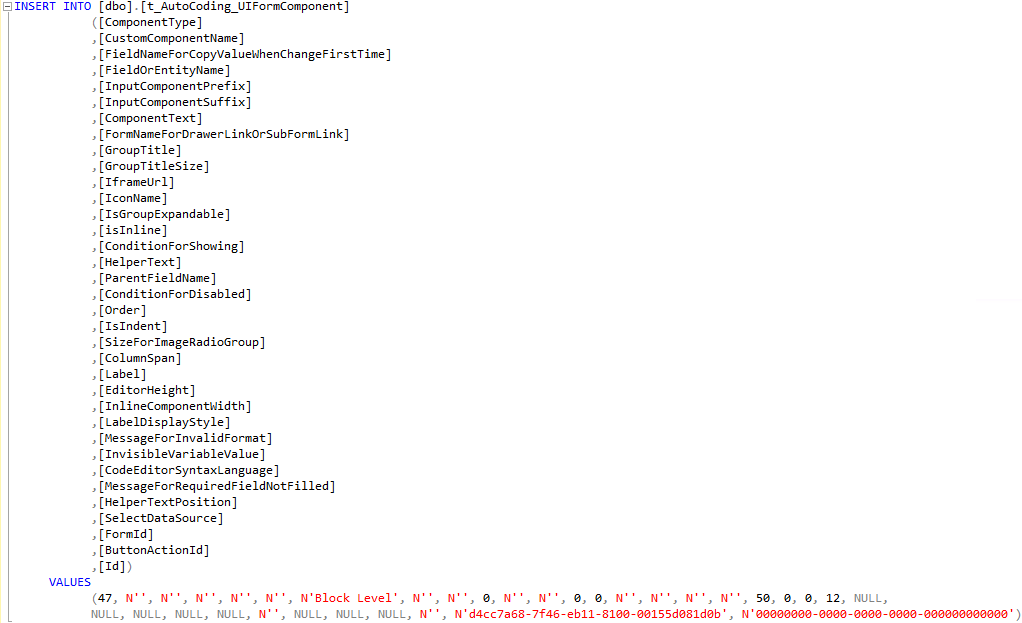 INSERT INTO [dbo].[t_AutoCoding_UIFormComponent]
([ComponentType]
,[CustomComponentName]
,[FieldNameForCopyValueWhenChangeFirstTime]
,[FieldOrEntityName]
,[InputComponentPrefix]
,[InputComponentSuffix]
,[ComponentText]
,[FormNameForDrawerLinkOrSubFormLink]
,[GroupTitle]
,[GroupTitleSize]
,[IframeUrl]
,[IconName]
,[IsGroupExpandable]
,[isInline]
,[ConditionForShowing]
,[HelperText]
,[ParentFieldName]
,[ConditionForDisabled]
,[Order]
,[IsIndent]
,[SizeForImageRadioGroup]
,[ColumnSpan]
,[Label]
,[EditorHeight]
,[InlineComponentWidth]
,[LabelDisplayStyle]
,[MessageForInvalidFormat]
,[InvisibleVariableValue]
,[CodeEditorSyntaxLanguage]
,[MessageForRequiredFieldNotFilled]
,[HelperTextPosition]
,[SelectDataSource]
,[FormId]
,[ButtonActionId]
,[Id])
VALUES
(47, N'', N'', N'', N'', N'', N'Block Level', N'', N'', 0, N'', N'', 0, 0, N'', N'', N'', N'', 50, 0, 0, 12, NULL,
NULL, NULL, NULL, NULL, N'', NULL, NULL, NULL, N'', N'd4cc7a68-7f46-eb11-8100-00155d081d0b', N'00000000-0000-0000-0000-000000000000')